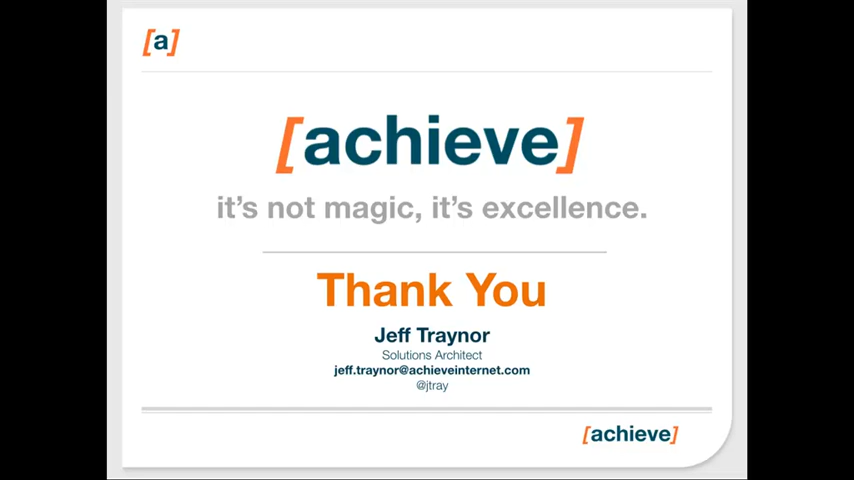 [a]
[achieve]
it's not magic, it's excellence.
Thank You
Jeff Traynor
Solutions Architect
jeff.traynor@achieveinternet.com
@jtray
[achieve]